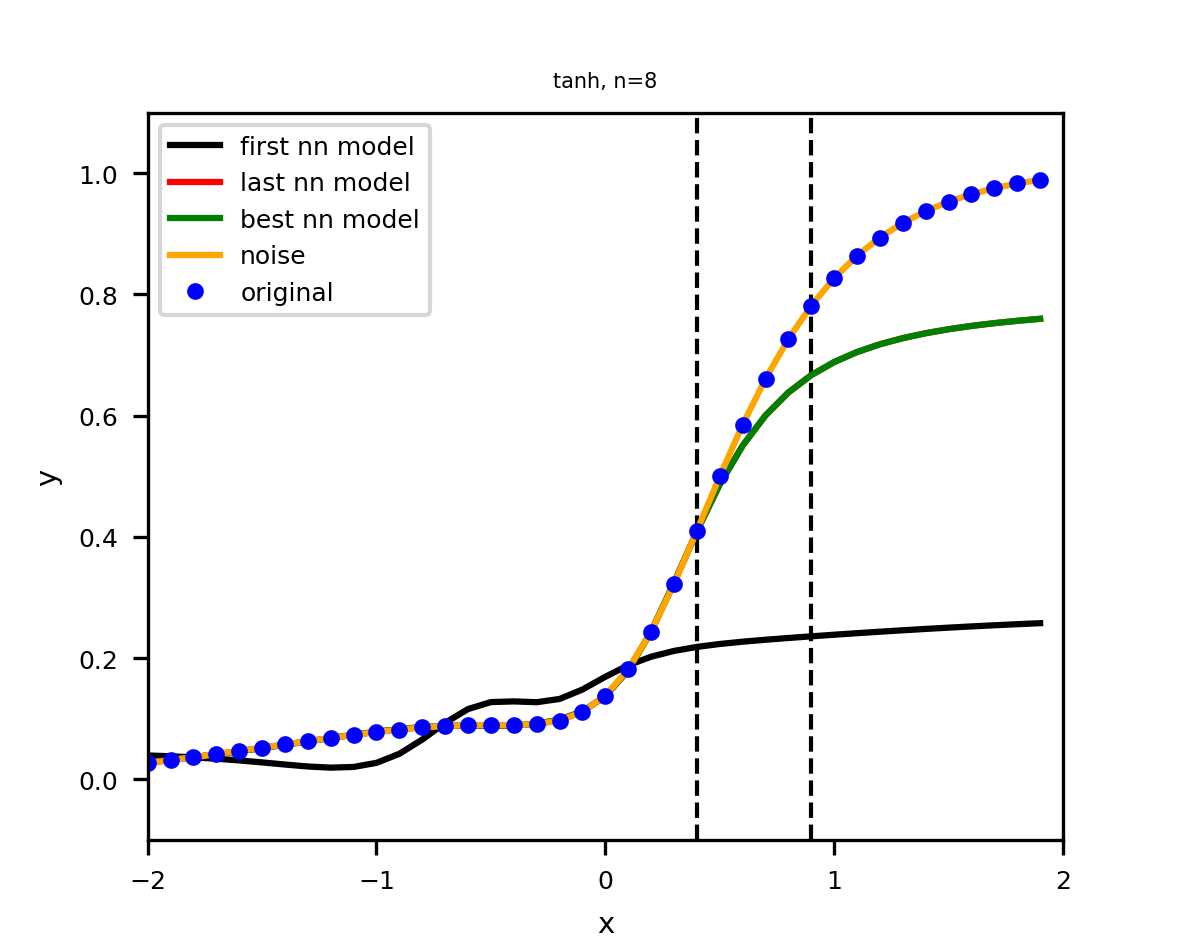 tanh, n=8
first nn model
last nn model
best nn model
noise
original
1.0
0.8
0.6
0.4
0.2
0.0
y
−2
−1
0
1
2
x